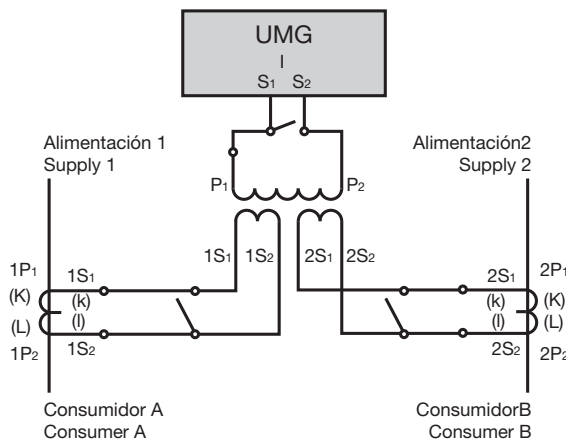 UMG
I
S1 S2
Alimentación 1
Supply 1
Alimentación2
Supply 2
P1 P2
1S1 1S2 2S1 2S2
1P1 1S1 2S1 2P1
(K) (k) (k) (K)
(L) (l) (l) (L)
1P2 1S2 2S2 2P2
Consumidor A
Consumer A
ConsumidorB
Consumer B